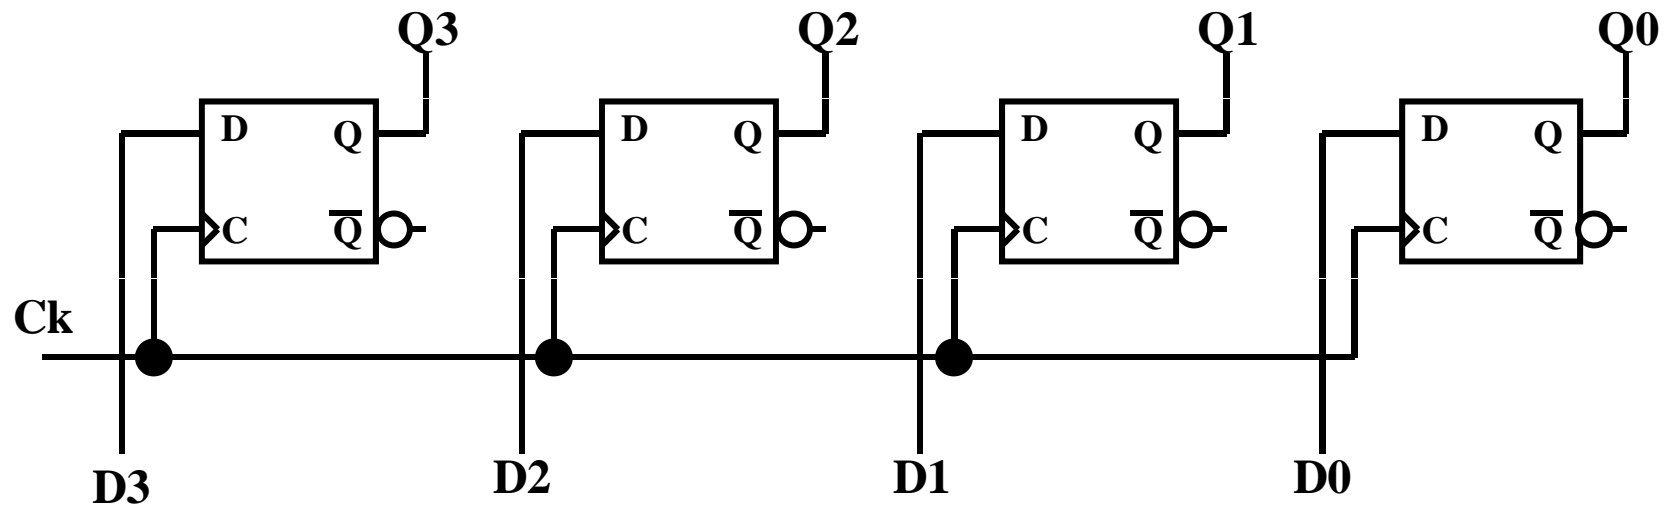 Q3 Q2 Q1 Q0
D Q D Q D Q D Q
C Q̅ C Q̅ C Q̅ C Q̅
Ck
D3 D2 D1 D0